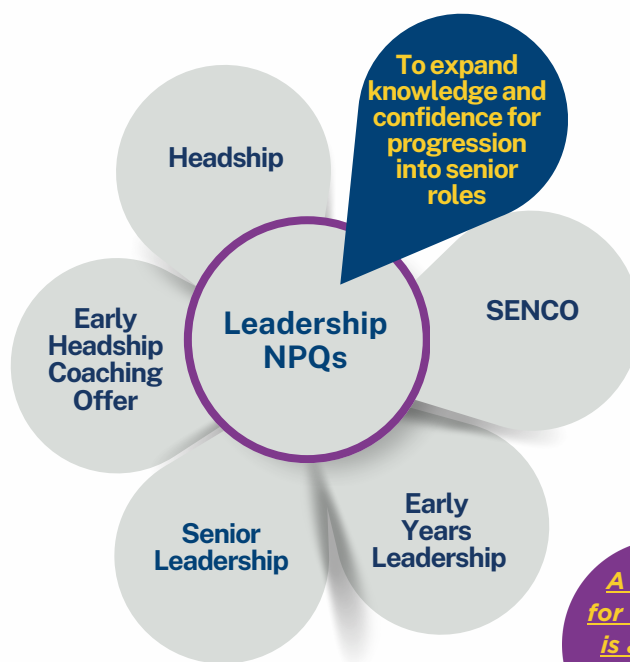 To expand
knowledge and
confidence for
progression
into senior
roles
Headship
SENCO
Leadership
NPQs
Early
Headship
Coaching
Offer
Early
Years
Leadership
Senior
Leadership
A
for
is